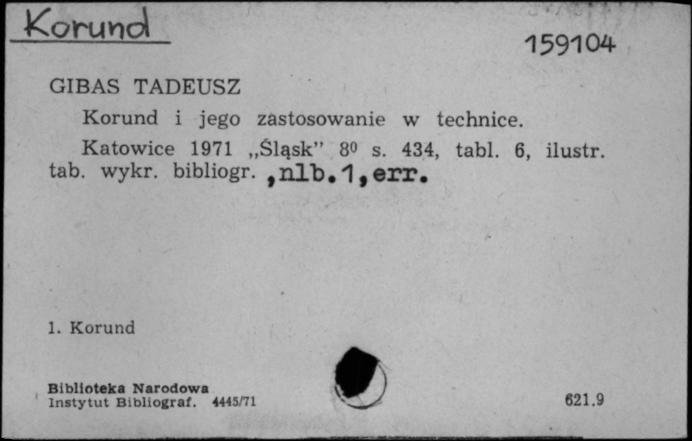 Korund
159104
GIBAS TADEUSZ
Korund i jego zastosowanie w technice.
Katowice 1971 „Śląsk” 8⁰ s. 434, tabl. 6, ilustr.
tab. wykr. bibliogr. ,nlb.1,err.
1. Korund
Biblioteka Narodowa
Instytut Bibliograf. 4445/71
621.9